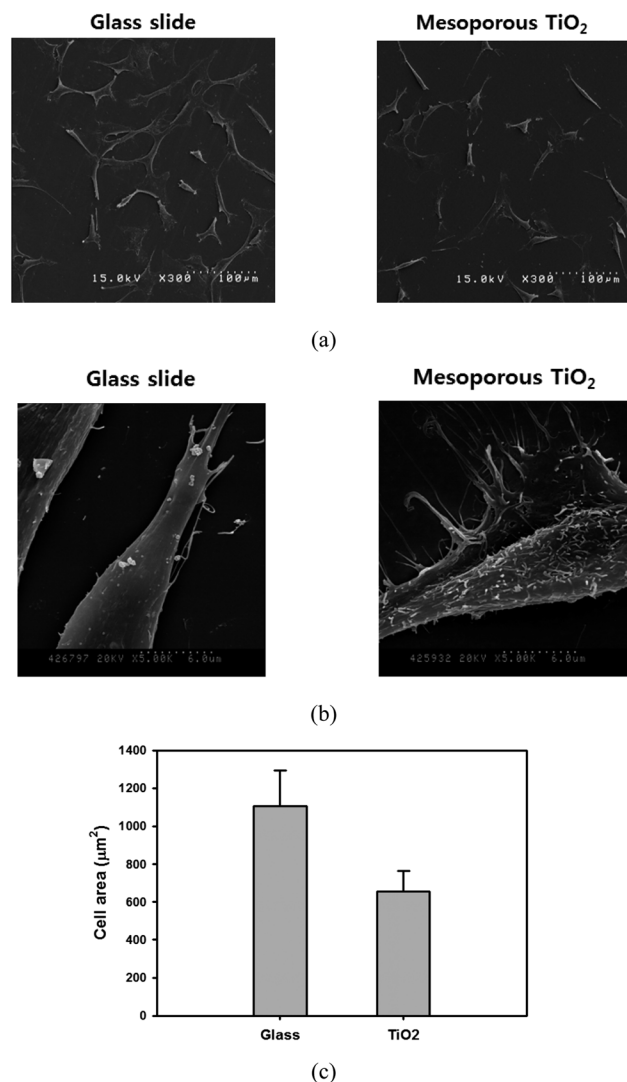 Glass slide
Mesoporous TiO₂
15.0kV X300 100µm
15.0kV X300 100µm
(a)
Glass slide
Mesoporous TiO₂
426797 20KV X5.00K 6.0um
425932 20KV X5.00K 6.0um
(b)
1400
1200
1000
800
600
400
200
0
Cell area (µm²)
Glass
TiO2
(c)